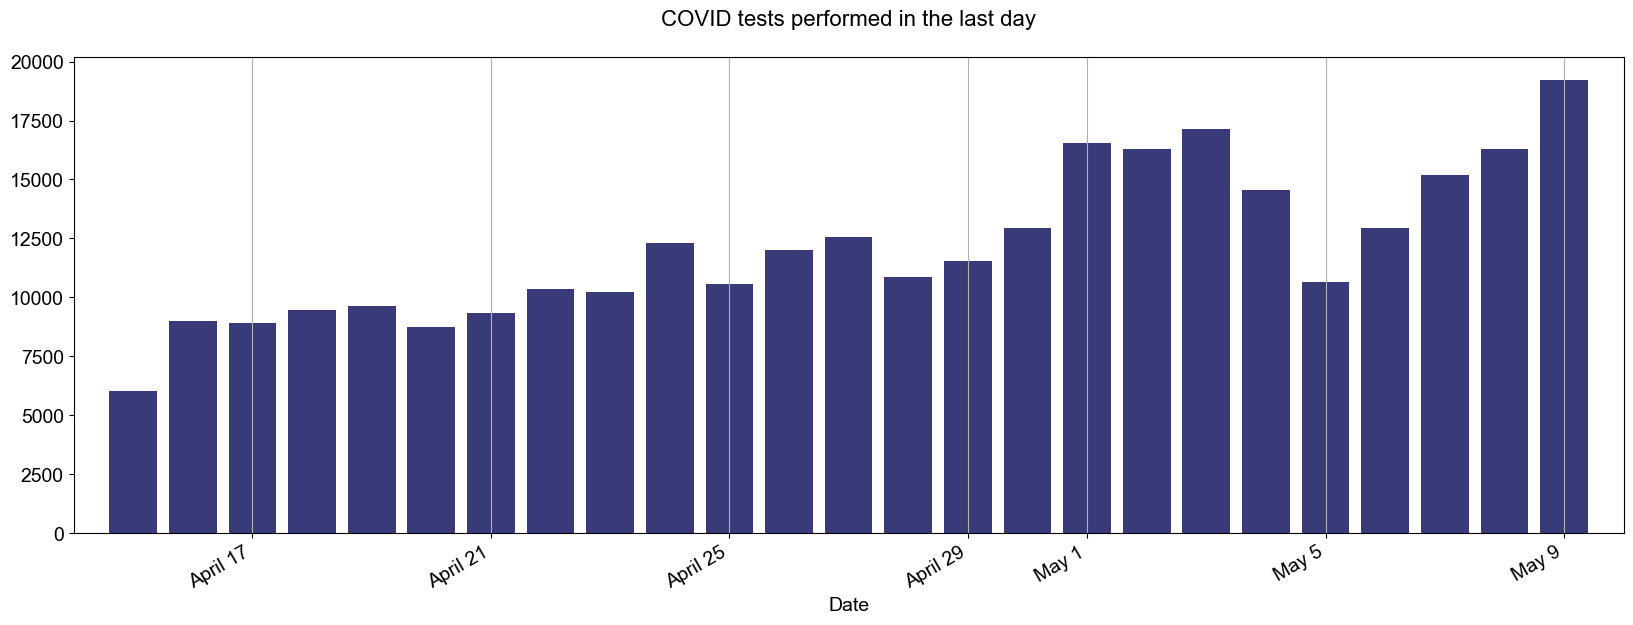 COVID tests performed in the last day
20000
17500
15000
12500
10000
7500
5000
2500
0
April 17
April 21
April 25
April 29
May 1
May 5
May 9
Date